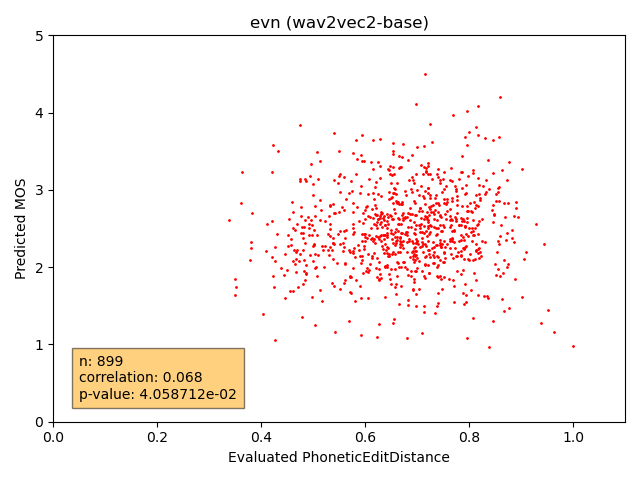 evn (wav2vec2-base)
5
4
3
2
1
0
Predicted MOS
n: 899
correlation: 0.068
p-value: 4.058712e-02
0.0 0.2 0.4 0.6 0.8 1.0
Evaluated PhoneticEditDistance